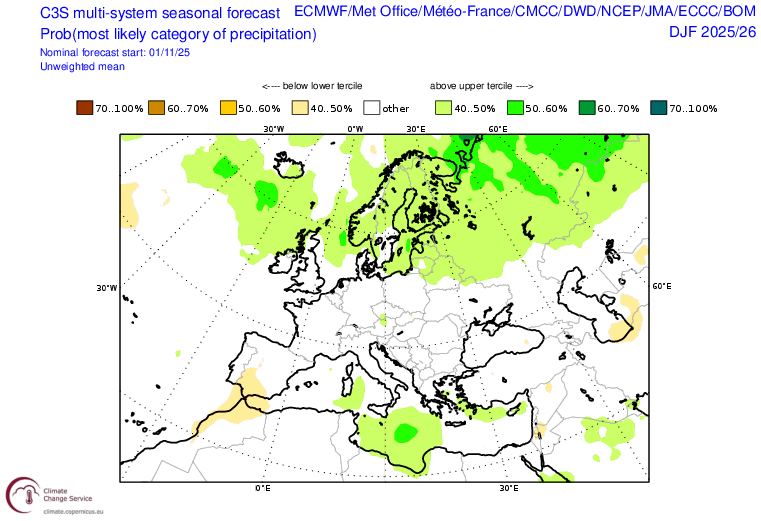 C3S multi-system seasonal forecast ECMWF/Met Office/Météo-France/CMCC/DWD/NCEP/JMA/ECCC/BOM
Prob(most likely category of precipitation) DJF 2025/26
Nominal forecast start: 01/11/25
Unweighted mean
<---- below lower tercile above upper tercile ---->
70..100% 60..70% 50..60% 40..50% other 40..50% 50..60% 60..70% 70..100%
30°W 0°W 30°E 60°E
30°W 60°E
0°E 30°E
Climate
Change Service
climate.copernicus.eu